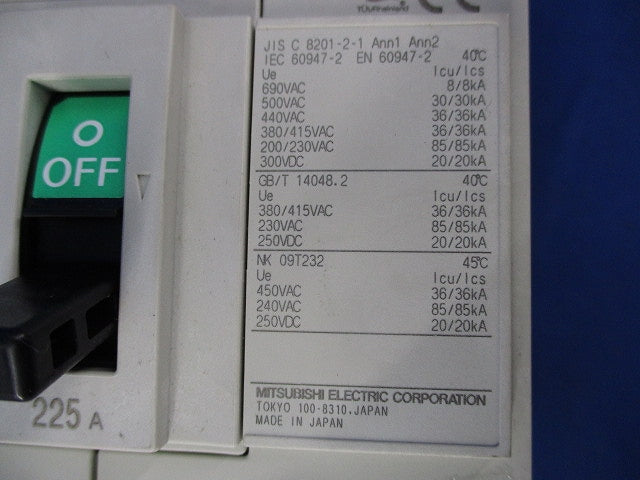 TÜVRheinland
CE
JIS C 8201-2-1 Ann1 Ann2
IEC 60947-2 EN 60947-2 40℃
Ue Icu/Ics
690VAC 8/8kA
500VAC 30/30kA
440VAC 36/36kA
380/415VAC 36/36kA
200/230VAC 85/85kA
300VDC 20/20kA
GB/T 14048.2 40℃
Ue Icu/Ics
380/415VAC 36/36kA
230VAC 85/85kA
250VDC 20/20kA
NK 09T232 45℃
Ue Icu/Ics
450VAC 36/36kA
240VAC 85/85kA
250VDC 20/20kA
MITSUBISHI ELECTRIC CORPORATION
TOKYO 100-8310,JAPAN
MADE IN JAPAN
O
OFF
225 A